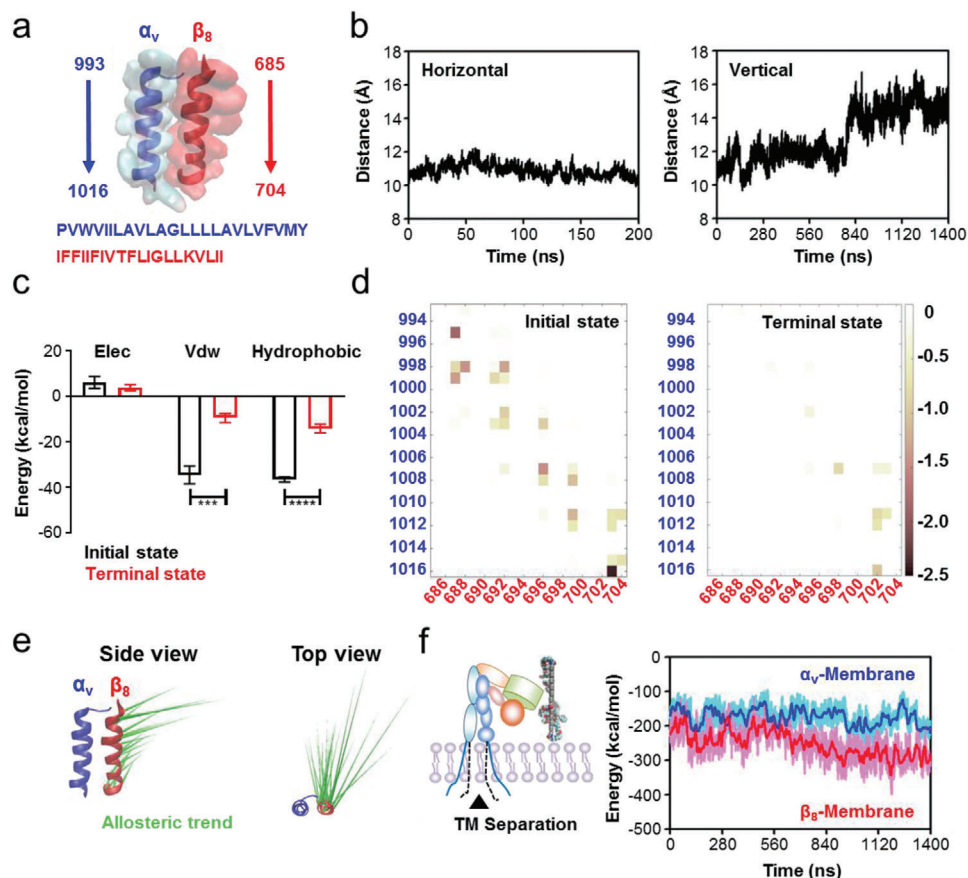 a
αv β8
993 685
1016 704
PVWVIILAVLAGLLLLAVLVFVMY
IFFIIFIVTFLIGLLKVLII
b
Horizontal
Distance (Å)
18
16
14
12
10
8
0 50 100 150 200
Time (ns)
Vertical
Distance (Å)
18
16
14
12
10
8
0 280 560 840 1120 1400
Time (ns)
c
Elec Vdw Hydrophobic
Energy (kcal/mol)
20
0
-20
-40
-60
*** ****
Initial state
Terminal state
d
Initial state
994
998
1000
1002
1004
1006
1008
1010
1012
1014
1016
686 688 690 692 694 696 698 700 702 704
Terminal state
994
998
1000
1002
1004
1006
1008
1010
1012
1014
1016
686 688 690 692 694 696 698 700 702 704
0
-0.5
-1.0
-1.5
-2.0
-2.5
e
Side view Top view
αv β8
Allosteric trend
f
TM Separation
Energy (kcal/mol)
0
-100
-200
-300
-400
-500
αv-Membrane
β8-Membrane
0 280 560 840 1120 1400
Time (ns)